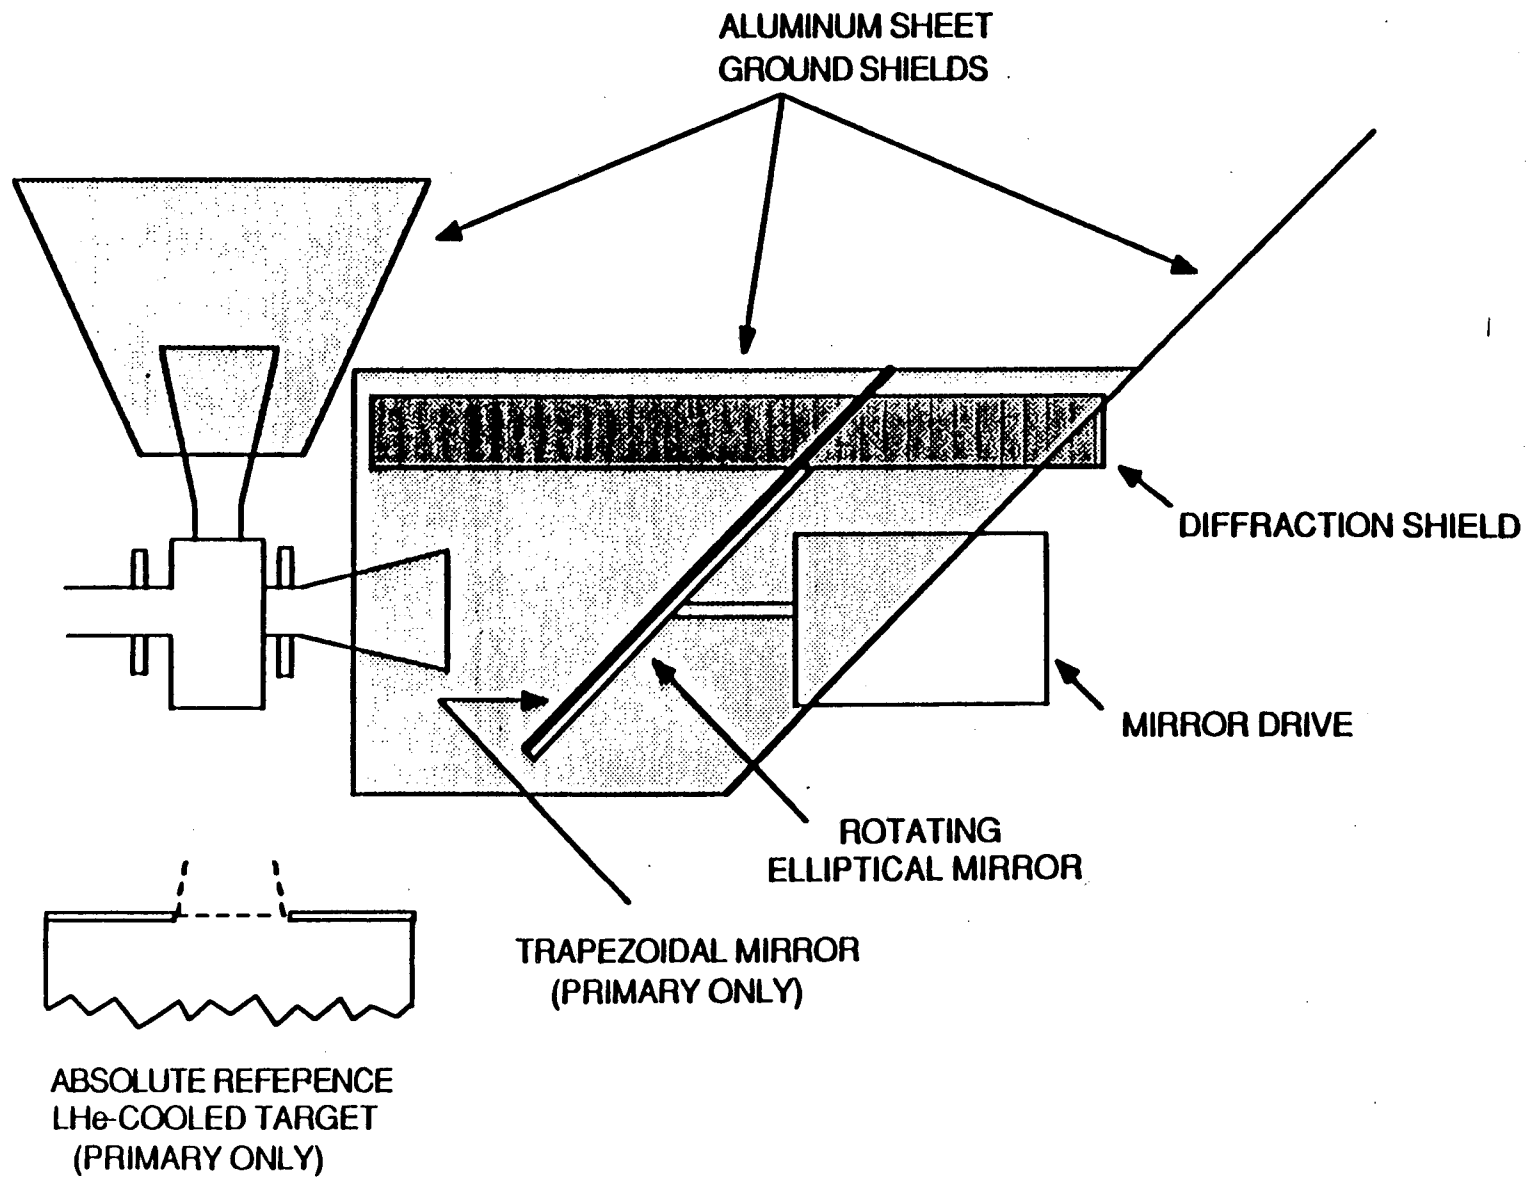 ALUMINUM SHEET
GROUND SHIELDS
DIFFRACTION SHIELD
MIRROR DRIVE
ROTATING
ELLIPTICAL MIRROR
TRAPEZOIDAL MIRROR
(PRIMARY ONLY)
ABSOLUTE REFERENCE
LHe-COOLED TARGET
(PRIMARY ONLY)